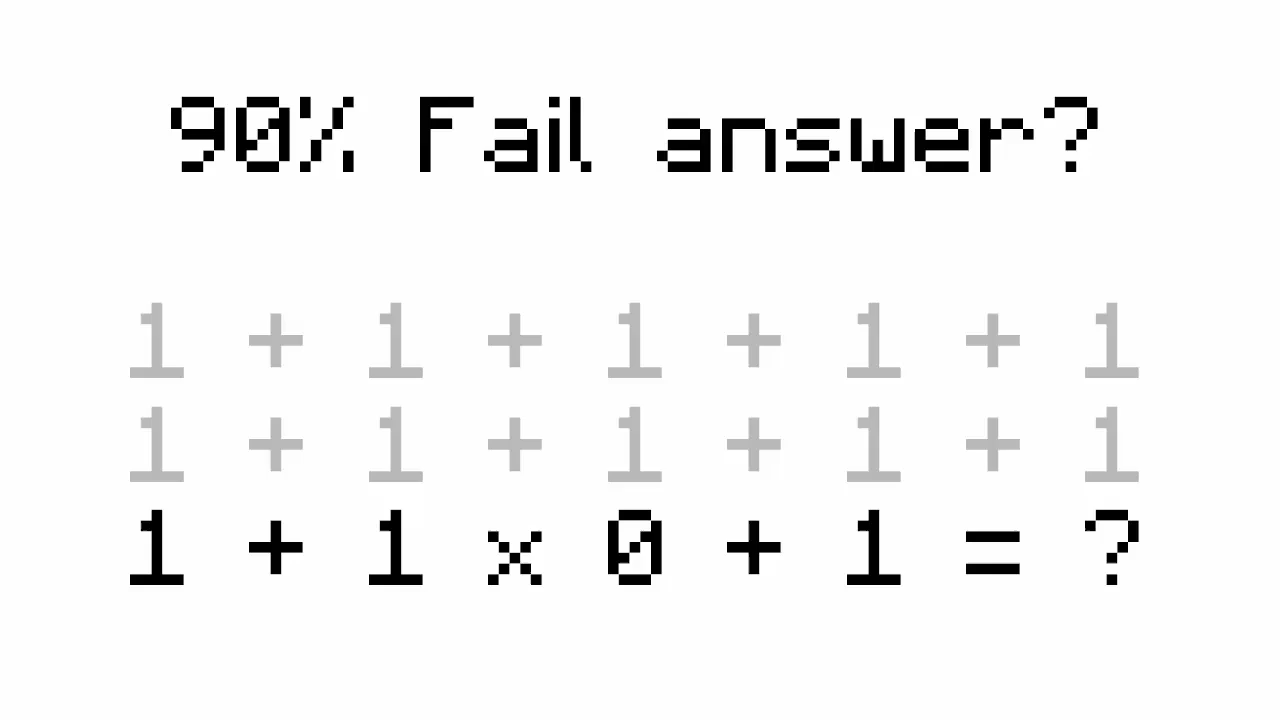 90% Fail answer?
1 + 1 + 1 + 1 + 1
1 + 1 + 1 + 1 + 1
1 + 1 x 0 + 1 = ?